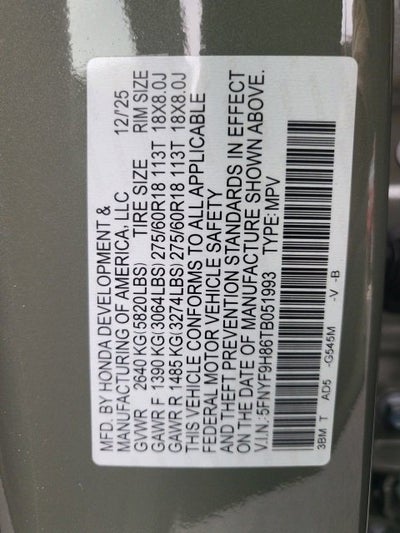 MFD. BY HONDA DEVELOPMENT &
MANUFACTURING OF AMERICA, LLC 12/'25
GVWR 2640 KG(5820LBS) TIRE SIZE RIM SIZE
GAWR F 1390 KG(3064LBS) 275/60R18 113T 18X8.0J
GAWR R 1485 KG(3274LBS) 275/60R18 113T 18X8.0J
THIS VEHICLE CONFORMS TO ALL APPLICABLE
FEDERAL MOTOR VEHICLE SAFETY
AND THEFT PREVENTION STANDARDS IN EFFECT
ON THE DATE OF MANUFACTURE SHOWN ABOVE.
V.I.N.: 5FNYF9H86TB051993 TYPE: MPV
3BM T AD5 -G545M -V -B